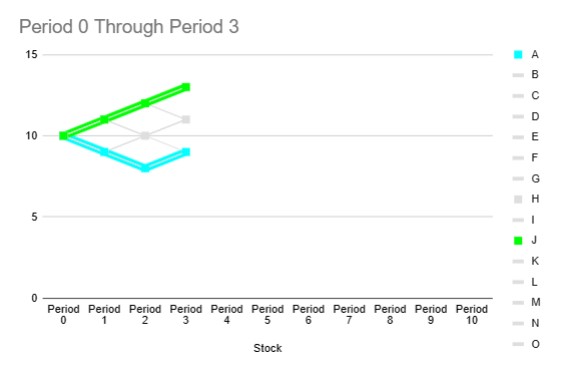 Period 0 Through Period 3
15
10
5
0
Period Period Period Period Period Period Period Period Period Period Period
0 1 2 3 4 5 6 7 8 9 10
Stock
A
B
C
D
E
F
G
H
I
J
K
L
M
N
O